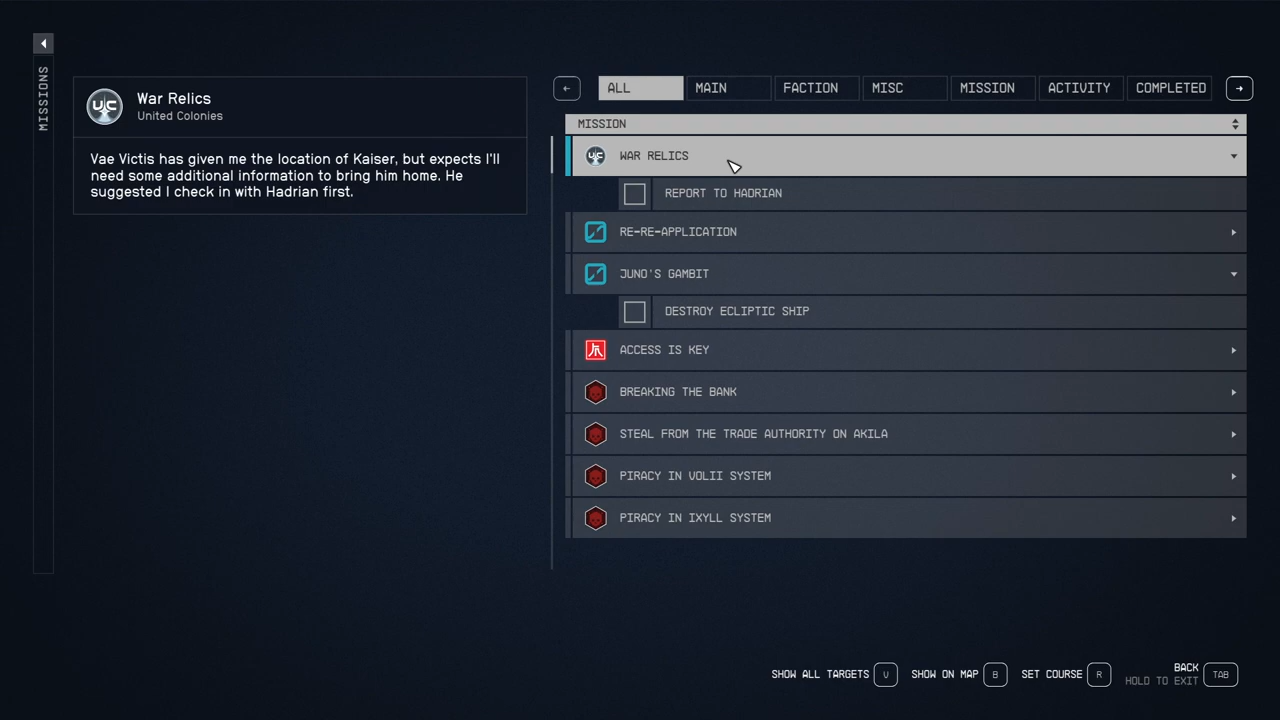 MISSIONS
UC
War Relics
United Colonies
Vae Victis has given me the location of Kaiser, but expects I'll
need some additional information to bring him home. He
suggested I check in with Hadrian first.
ALL
MAIN
FACTION
MISC
MISSION
ACTIVITY
COMPLETED
MISSION
UC
WAR RELICS
REPORT TO HADRIAN
RE-RE-APPLICATION
JUNO'S GAMBIT
DESTROY ECLIPTIC SHIP
ACCESS IS KEY
BREAKING THE BANK
STEAL FROM THE TRADE AUTHORITY ON AKILA
PIRACY IN VOLII SYSTEM
PIRACY IN IXYLL SYSTEM
SHOW ALL TARGETS V
SHOW ON MAP B
SET COURSE R
BACK
HOLD TO EXIT TAB